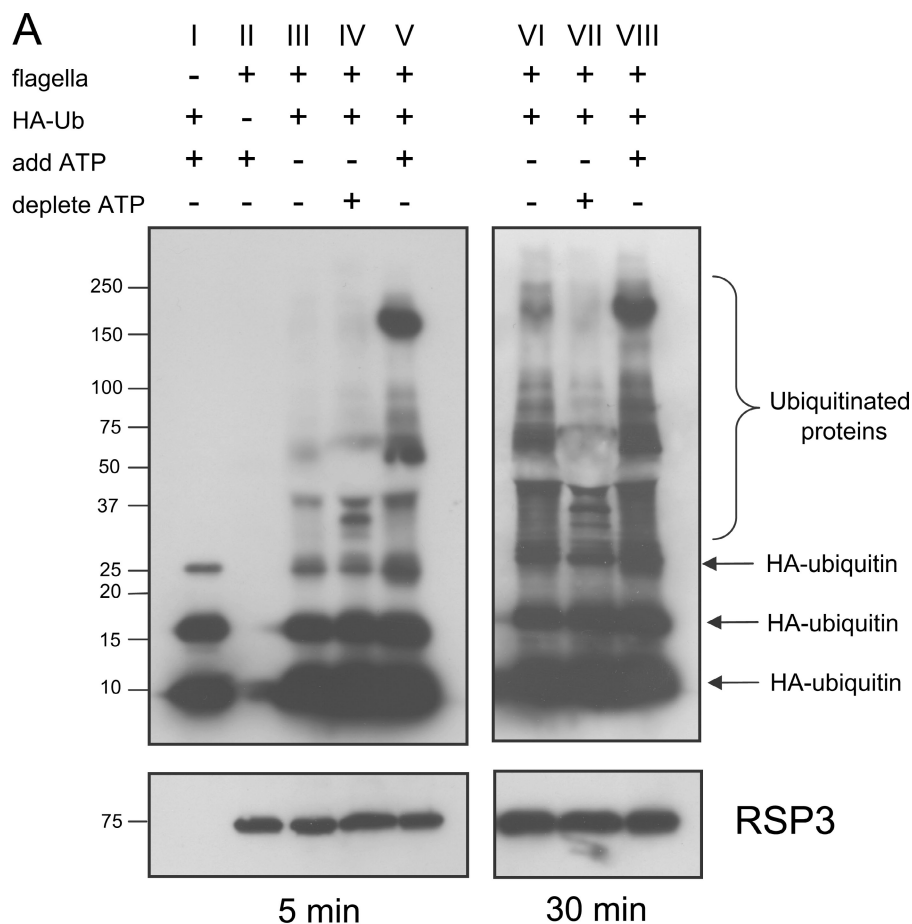 A
I II III IV V VI VII VIII
flagella - + + + + + + +
HA-Ub + - + + + + + +
add ATP + + - - + - - +
deplete ATP - - - + - - + -
250
150
100
75
50
37
25
20
15
10
Ubiquitinated
proteins
HA-ubiquitin
HA-ubiquitin
HA-ubiquitin
75
RSP3
5 min 30 min